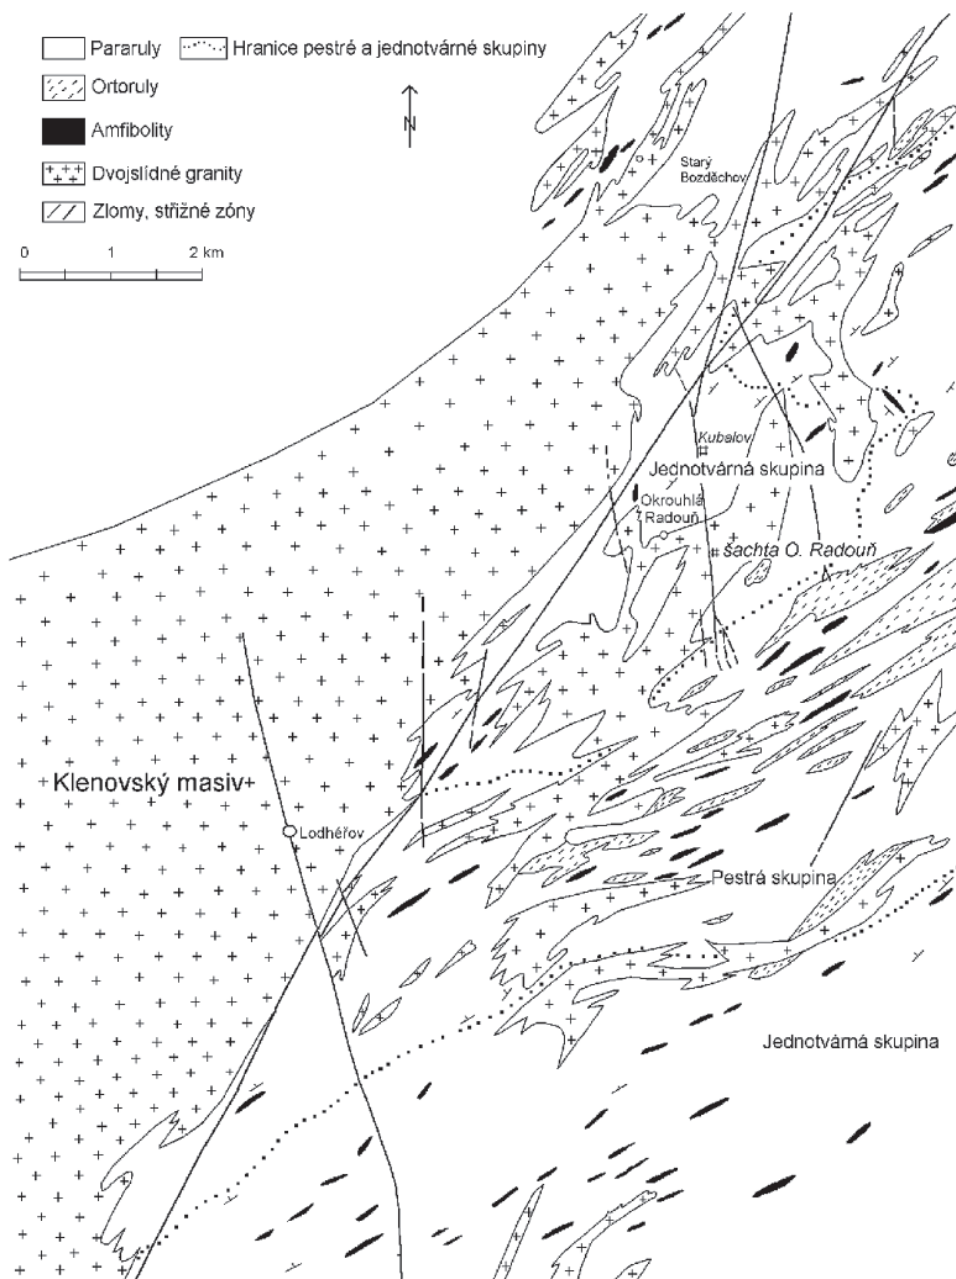 Pararuly
Hranice pestré a jednotvárné skupiny
Ortoruly
Amfibolity
Dvojslídné granity
Zlomy, střižné zóny
N
0 1 2 km
Starý
Bozděchov
Kubalov
Jednotvárná skupina
Okrouhlá
Radouň
šachta O. Radouň
Klenovský masiv
Lodhéřov
Pestrá skupina
Jednotvárná skupina